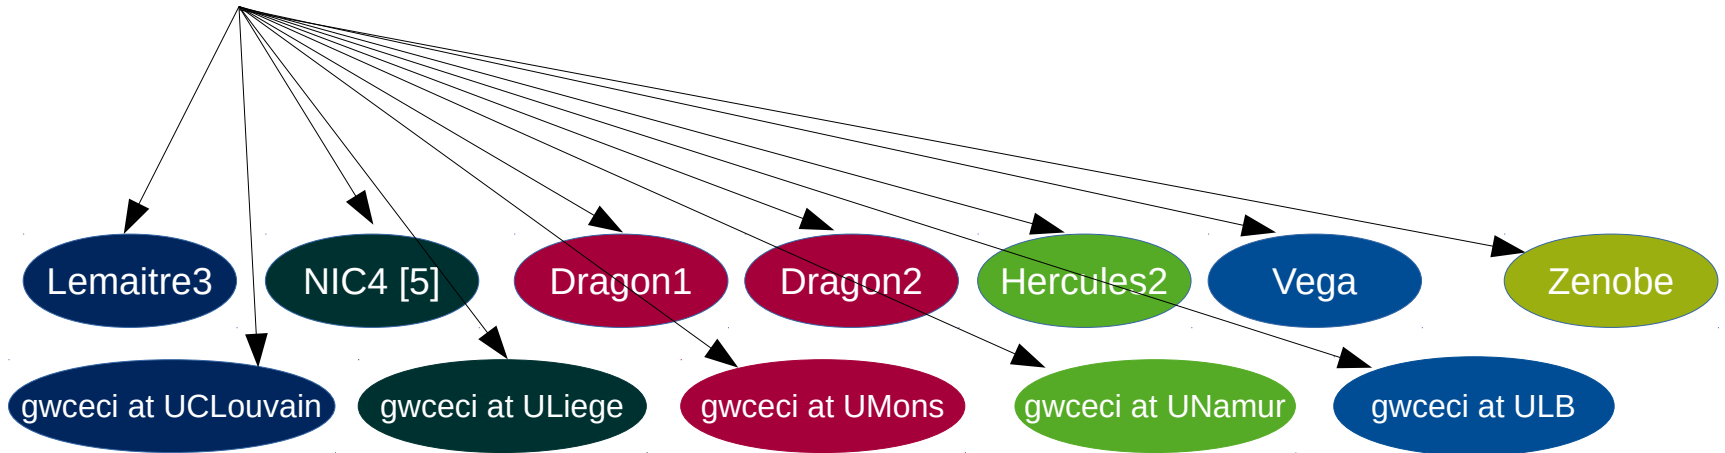 Lemaitre3
NIC4 [5]
Dragon1
Dragon2
Hercules2
Vega
Zenobe
gwceci at UCLouvain
gwceci at ULiege
gwceci at UMons
gwceci at UNamur
gwceci at ULB